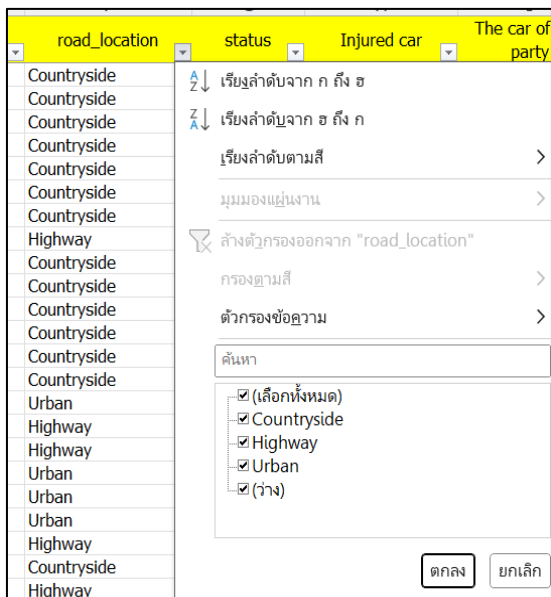 road_location
status
Injured car
The car of
party
Countryside
Countryside
Countryside
Countryside
Countryside
Countryside
Countryside
Highway
Countryside
Countryside
Countryside
Countryside
Countryside
Countryside
Urban
Highway
Highway
Urban
Urban
Urban
Highway
Countryside
Highway
เรียงลำดับจาก ก ถึง ฮ
เรียงลำดับจาก ฮ ถึง ก
เรียงลำดับตามสี
มุมมองแผ่นงาน
ล้างตัวกรองออกจาก "road_location"
กรองตามสี
ตัวกรองข้อความ
ค้นหา
(เลือกทั้งหมด)
Countryside
Highway
Urban
(ว่าง)
ตกลง
ยกเลิก